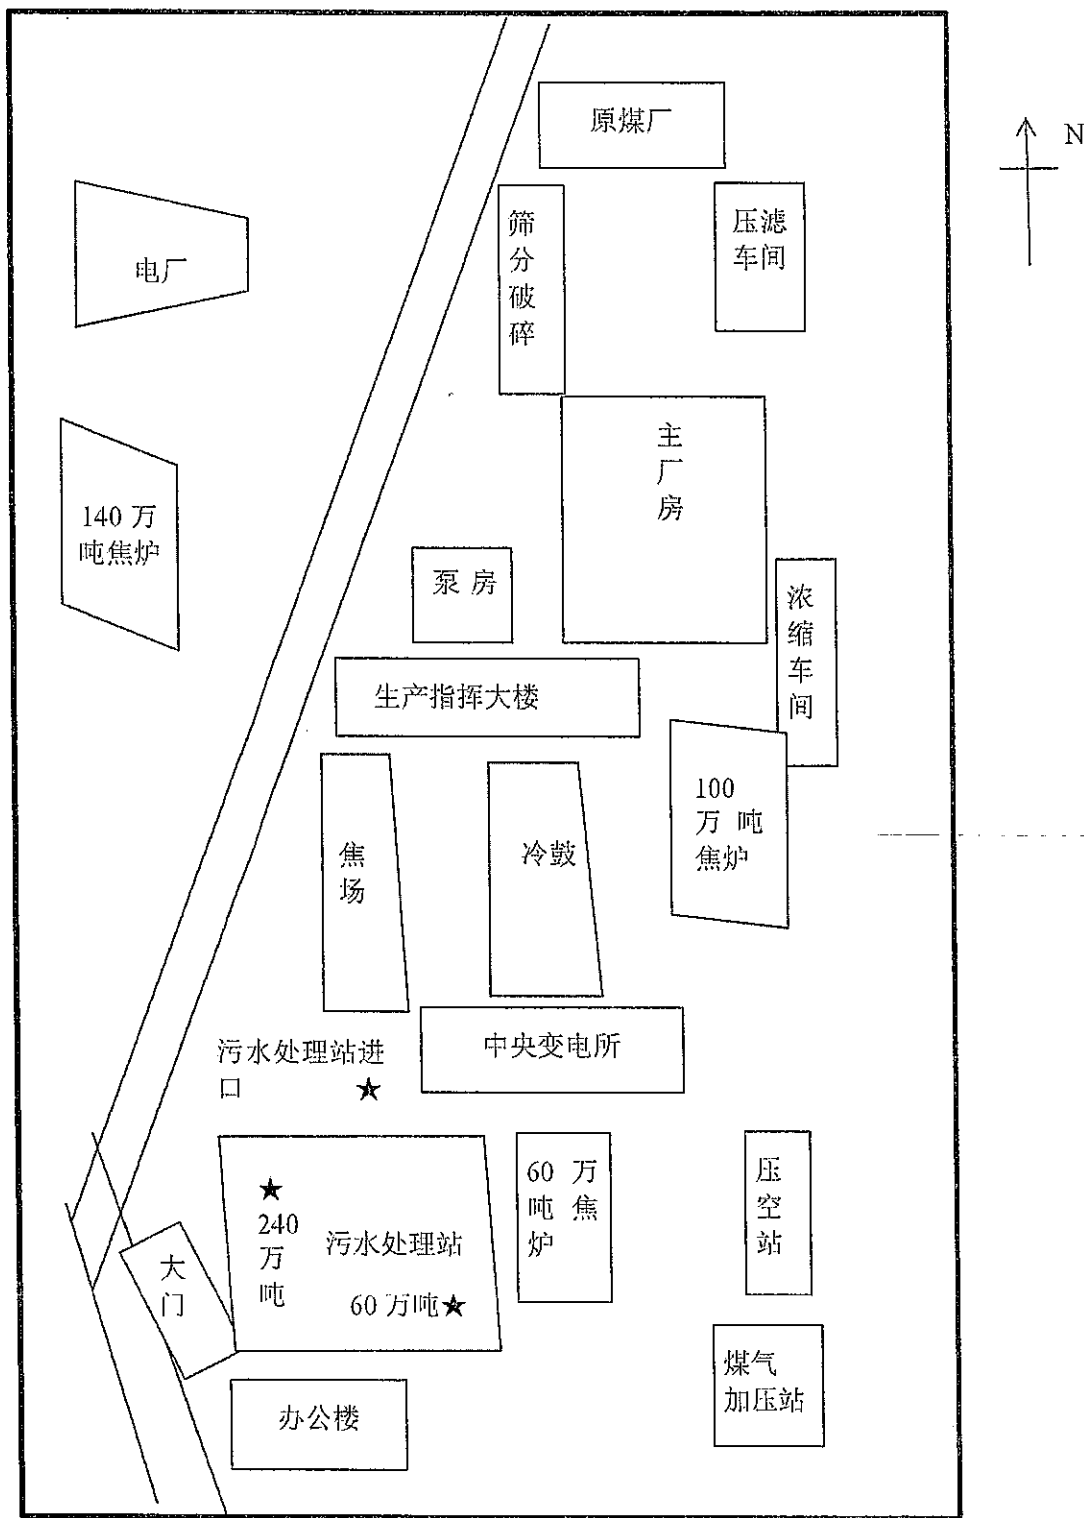 原煤厂
N
筛
分
破
碎
压滤
车间
电厂
主
厂
房
140 万
吨焦炉
泵 房
浓
缩
车
间
生产指挥大楼
100
万 吨
焦炉
焦
场
冷鼓
中央变电所
污水处理站进
口 ★
60 万
吨 焦
炉
压
空
站
★
240
万
吨
污水处理站
60 万吨★
大
门
煤气
加压站
办公楼